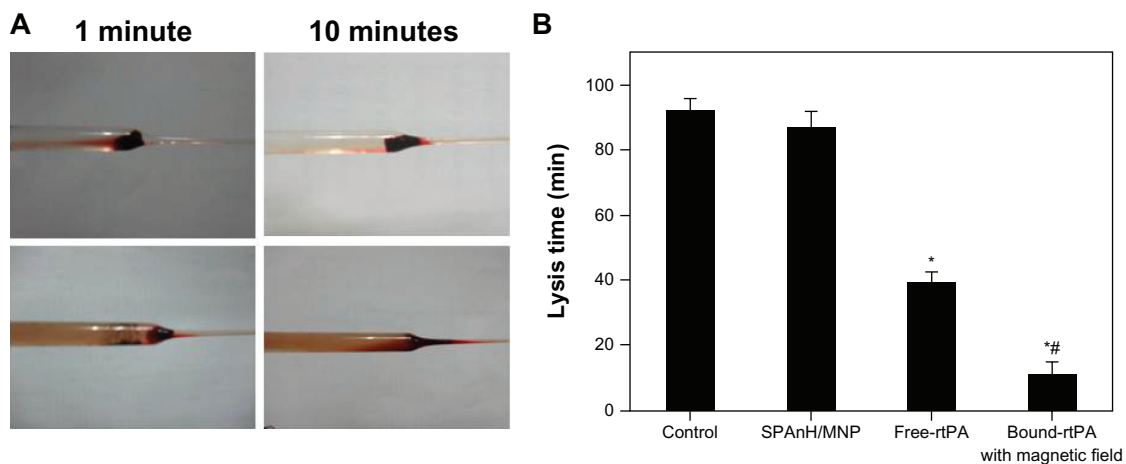 A
1 minute
10 minutes
B
Lysis time (min)
100
80
60
40
20
0
*
*#
Control
SPAnH/MNP
Free-rtPA
Bound-rtPA
with magnetic field